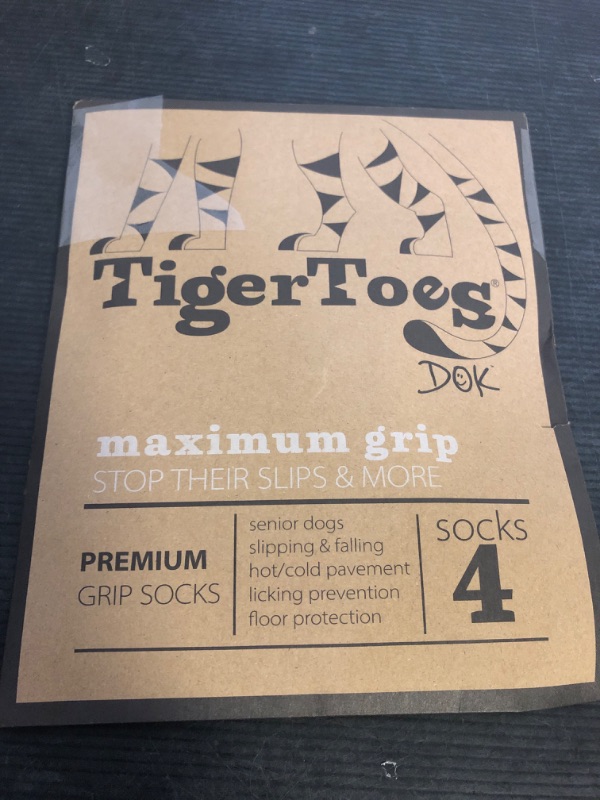 TigerToes®
DOK
maximum grip
STOP THEIR SLIPS & MORE
PREMIUM
GRIP SOCKS
senior dogs
slipping & falling
hot/cold pavement
licking prevention
floor protection
socks
4